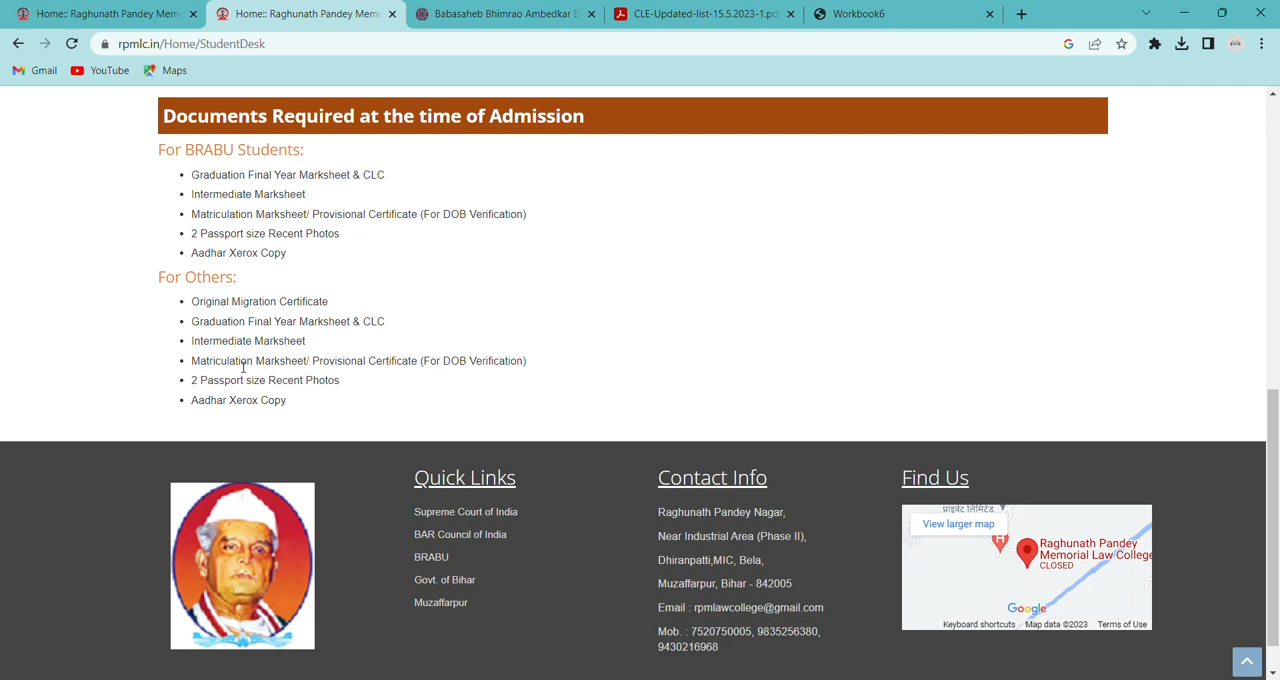 Home:: Raghunath Pandey Mem
Home:: Raghunath Pandey Mem
Babasaheb Bhimrao Ambedkar B
CLE-Updated-list-15.5.2023-1.pd
Workbook6
rpmlc.in/Home/StudentDesk
Gmail YouTube Maps
Documents Required at the time of Admission
For BRABU Students:
• Graduation Final Year Marksheet & CLC
• Intermediate Marksheet
• Matriculation Marksheet/ Provisional Certificate (For DOB Verification)
• 2 Passport size Recent Photos
• Aadhar Xerox Copy
For Others:
• Original Migration Certificate
• Graduation Final Year Marksheet & CLC
• Intermediate Marksheet
• Matriculation Marksheet/ Provisional Certificate (For DOB Verification)
• 2 Passport size Recent Photos
• Aadhar Xerox Copy
Quick Links
Supreme Court of India
BAR Council of India
BRABU
Govt. of Bihar
Muzaffarpur
Contact Info
Raghunath Pandey Nagar,
Near Industrial Area (Phase II),
Dhiranpatti,MIC, Bela,
Muzaffarpur, Bihar - 842005
Email : rpmlawcollege@gmail.com
Mob. : 7520750005, 9835256380,
9430216968
Find Us
प्राइवेट लिमिटेड
View larger map
H
Raghunath Pandey
Memorial Law College
CLOSED
Google
Keyboard shortcuts Map data ©2023 Terms of Use